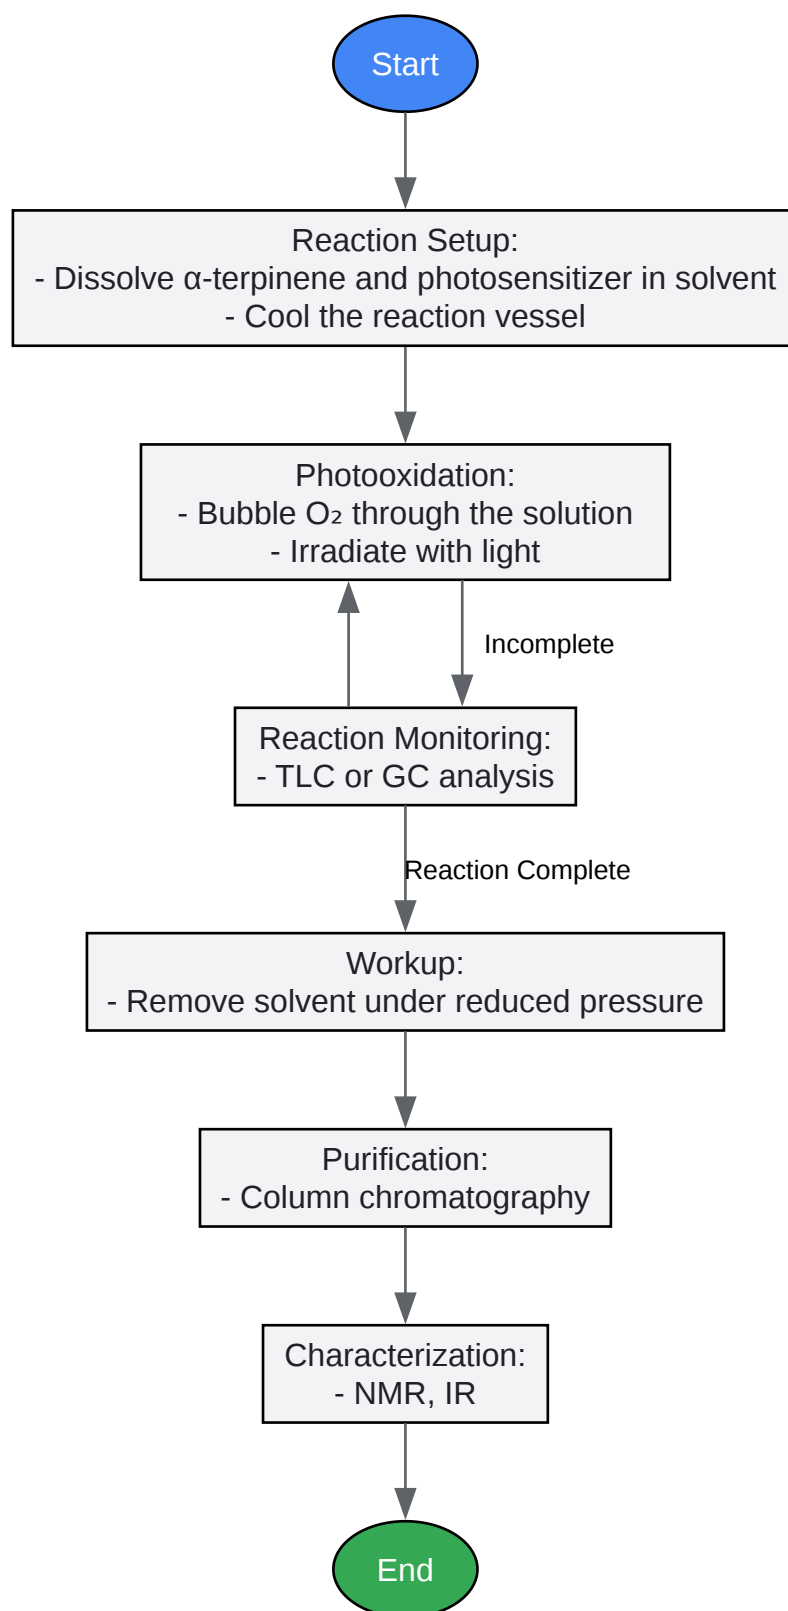 Start
Reaction Setup:
- Dissolve α-terpinene and photosensitizer in solvent
- Cool the reaction vessel
Photooxidation:
- Bubble O₂ through the solution
- Irradiate with light
Incomplete
Reaction Monitoring:
- TLC or GC analysis
Reaction Complete
Workup:
- Remove solvent under reduced pressure
Purification:
- Column chromatography
Characterization:
- NMR, IR
End